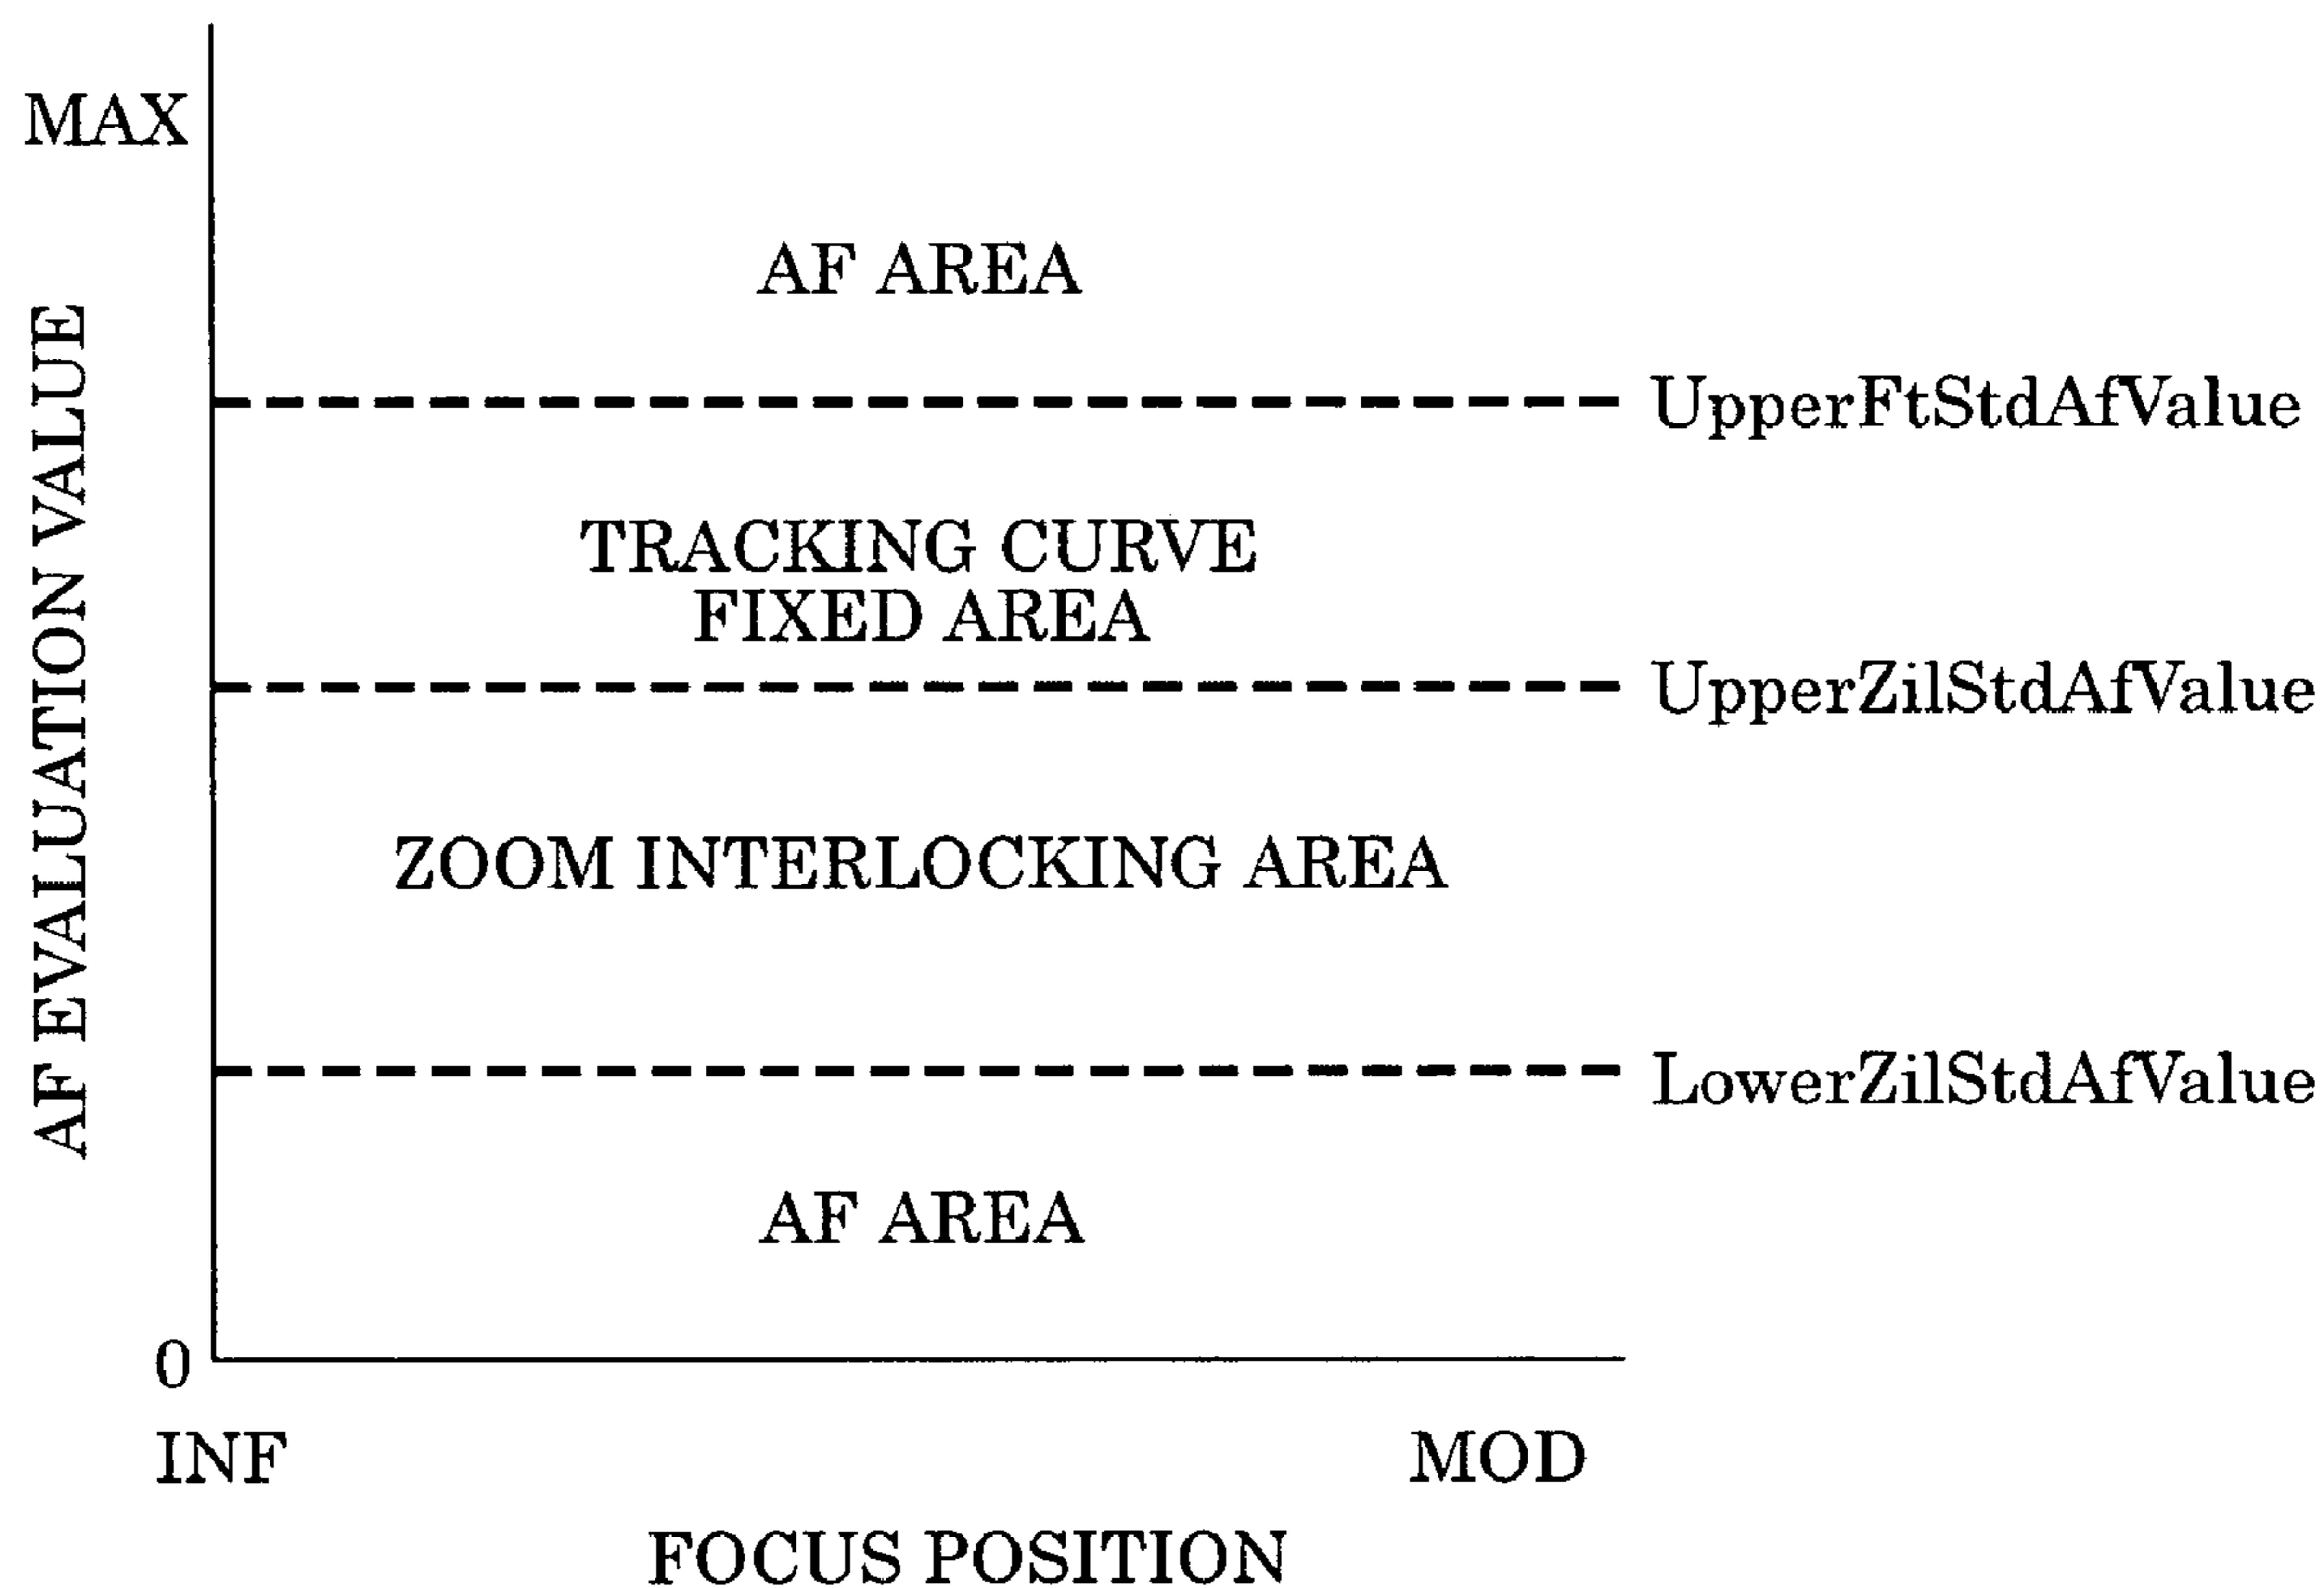 MAX
AF AREA
UpperFtStdAfValue
TRACKING CURVE
FIXED AREA
UpperZilStdAfValue
AF EVALUATION VALUE
ZOOM INTERLOCKING AREA
LowerZilStdAfValue
AF AREA
0
INF
MOD
FOCUS POSITION